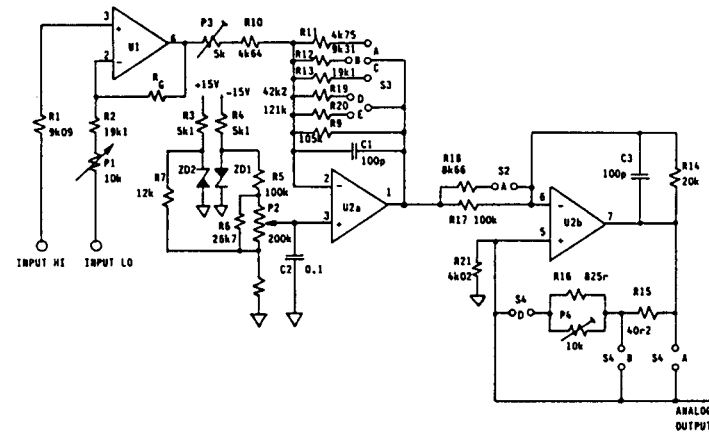 3
+
U1
6
2
-
P3
5k
R10
4k64
R11
4k75
A
R12
9k31
B
C
R13
19k1
S3
42k2
R19
D
121k
R20
E
R9
105k
C1
100p
RG
R1
9k09
R2
19k1
P1
10k
+15V
-15V
R3
5k1
R4
5k1
R7
12k
ZD2
ZD1
R5
100k
R6
26k7
P2
200k
C2
0.1
2
-
U2a
1
3
+
R18
8k66
S2
A
R17 100k
C3
100p
R14
20k
6
-
U2b
7
5
+
R21
4k02
R16 825r
S4
D
P4
10k
R15
40r2
S4
B
S4
A
INPUT HI
INPUT LO
ANALOG
OUTPUT